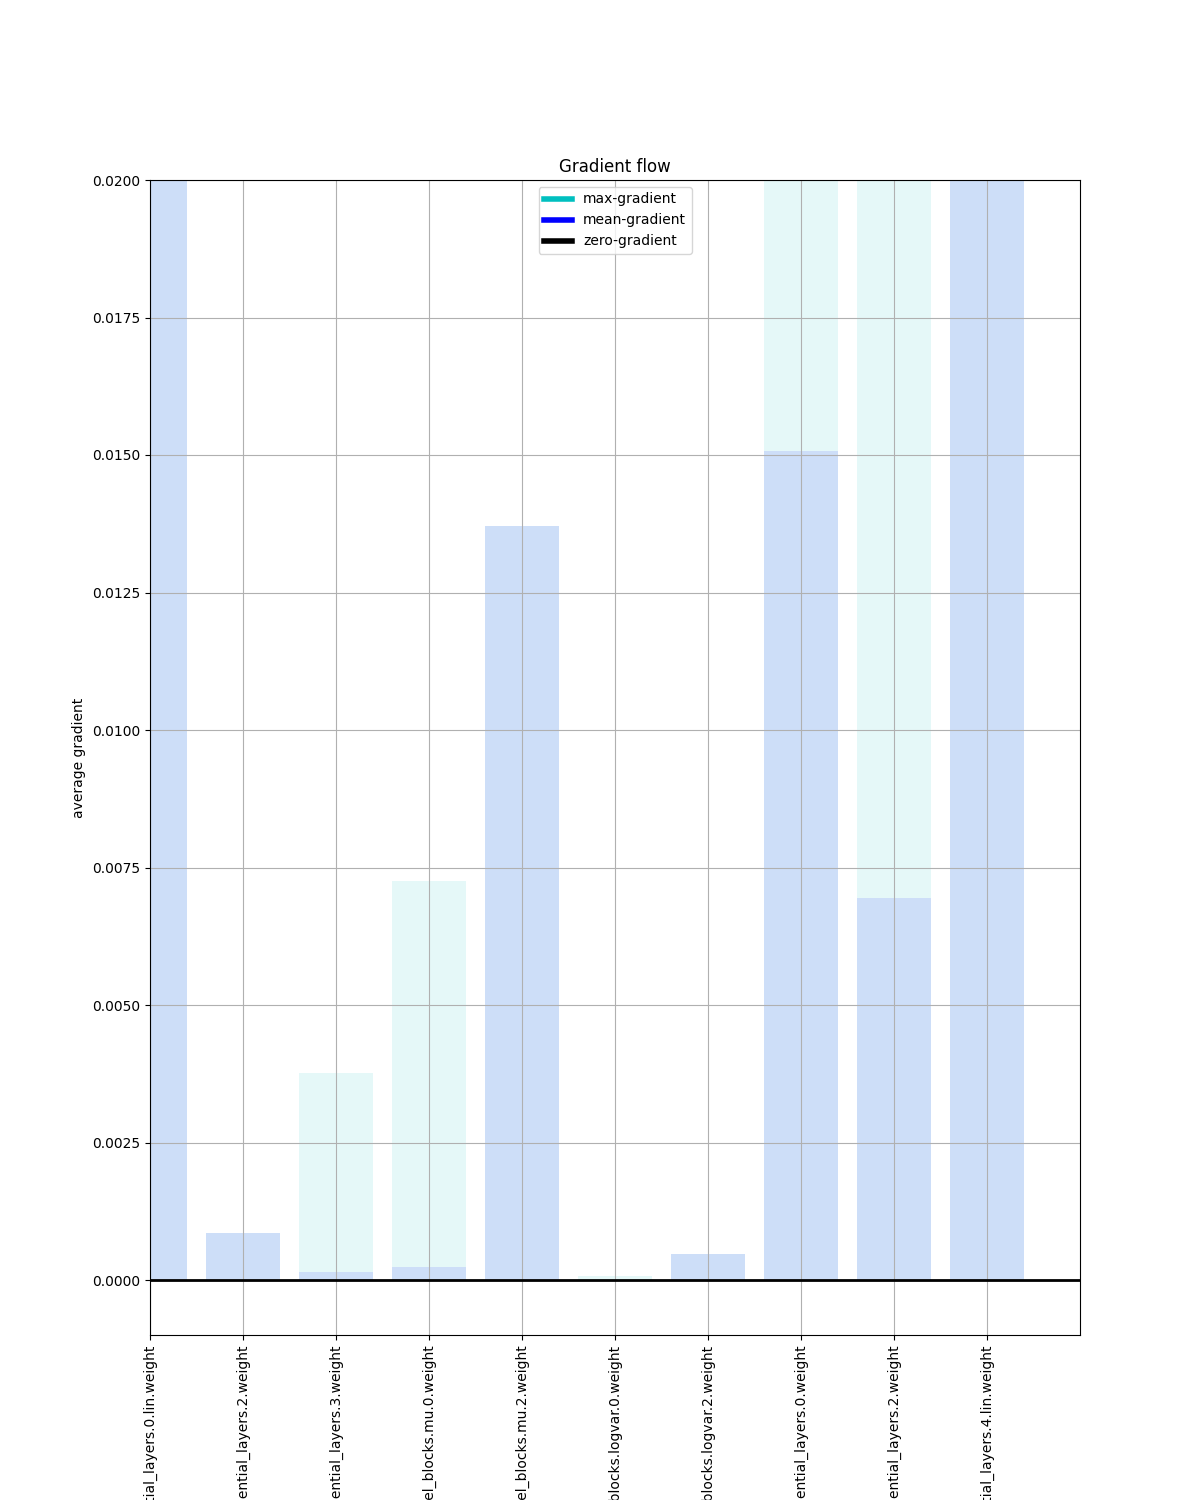 Gradient flow
max-gradient
mean-gradient
zero-gradient
0.0200
0.0175
0.0150
0.0125
0.0100
0.0075
0.0050
0.0025
0.0000
average gradient
tial_layers.0.lin.weight
ential_layers.2.weight
ential_layers.3.weight
el_blocks.mu.0.weight
el_blocks.mu.2.weight
blocks.logvar.0.weight
blocks.logvar.2.weight
ential_layers.0.weight
ential_layers.2.weight
tial_layers.4.lin.weight